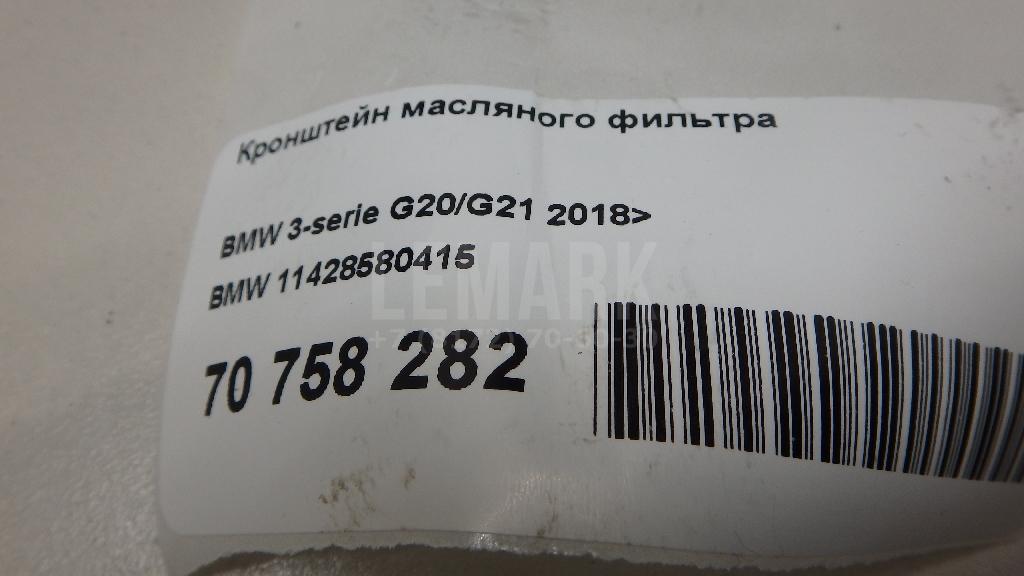 Кронштейн масляного фильтра
BMW 3-serie G20/G21 2018>
BMW 11428580415
LEMARK
70 758 282